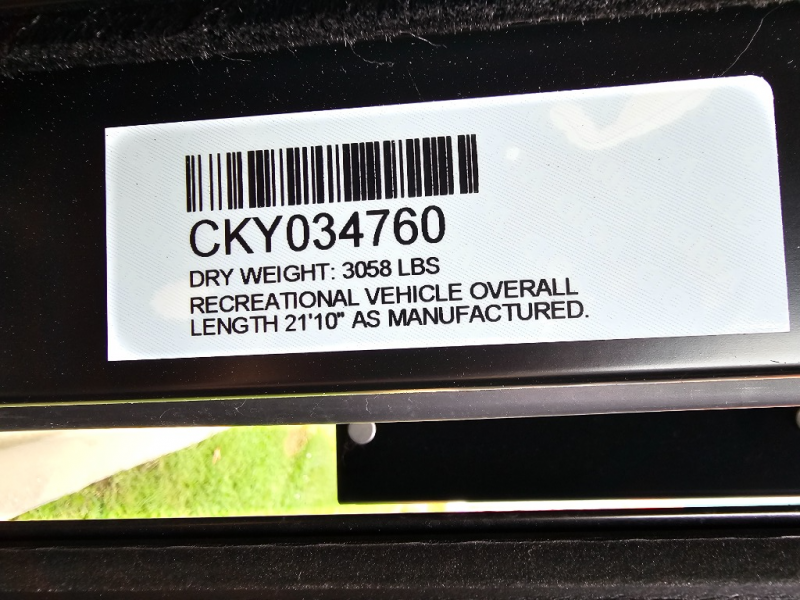 CKY034760
DRY WEIGHT: 3058 LBS
RECREATIONAL VEHICLE OVERALL
LENGTH 21'10" AS MANUFACTURED.